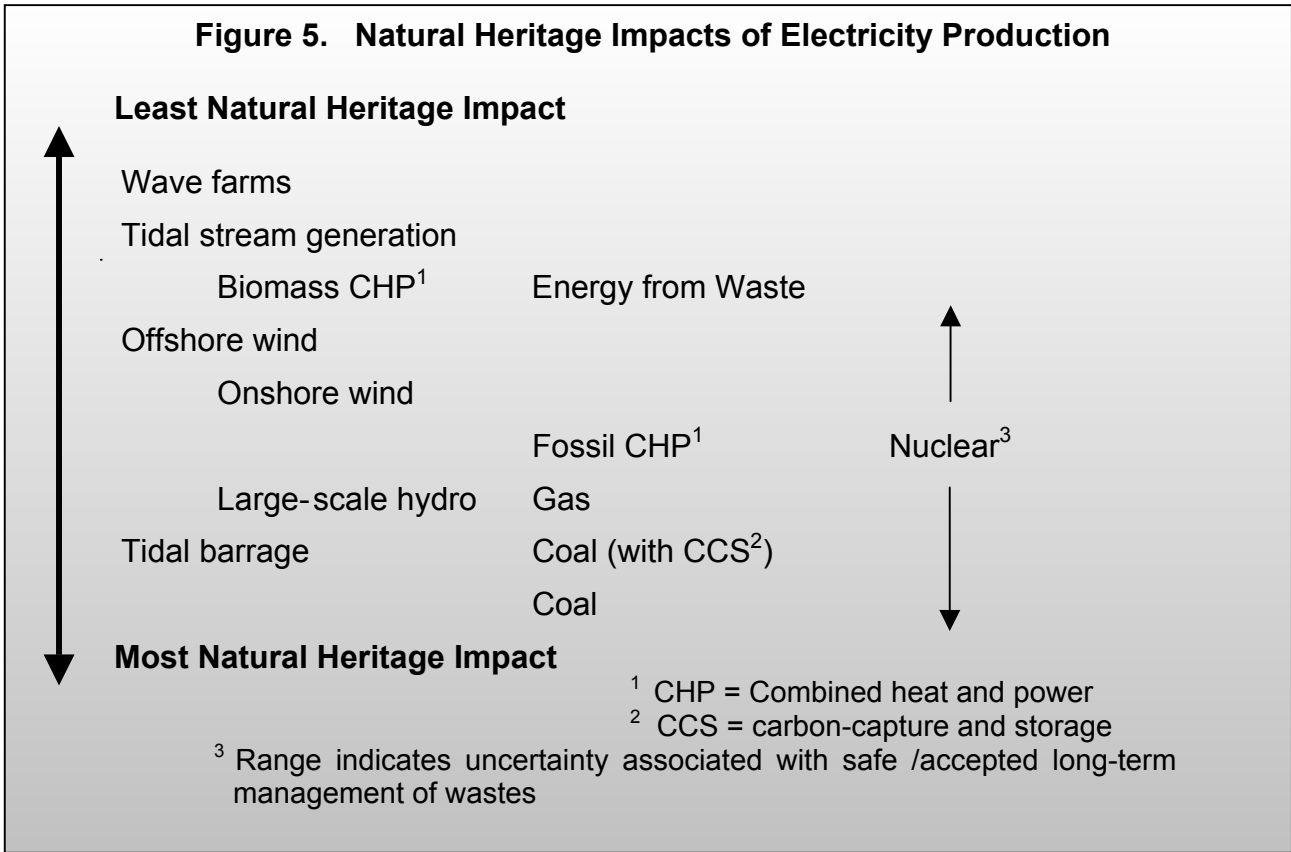 Figure 5. Natural Heritage Impacts of Electricity Production
Least Natural Heritage Impact
Wave farms
Tidal stream generation
Biomass CHP¹ Energy from Waste
Offshore wind
Onshore wind
Fossil CHP¹ Nuclear³
Large-scale hydro Gas
Tidal barrage Coal (with CCS²)
Coal
Most Natural Heritage Impact
¹ CHP = Combined heat and power
² CCS = carbon-capture and storage
³ Range indicates uncertainty associated with safe /accepted long-term
management of wastes